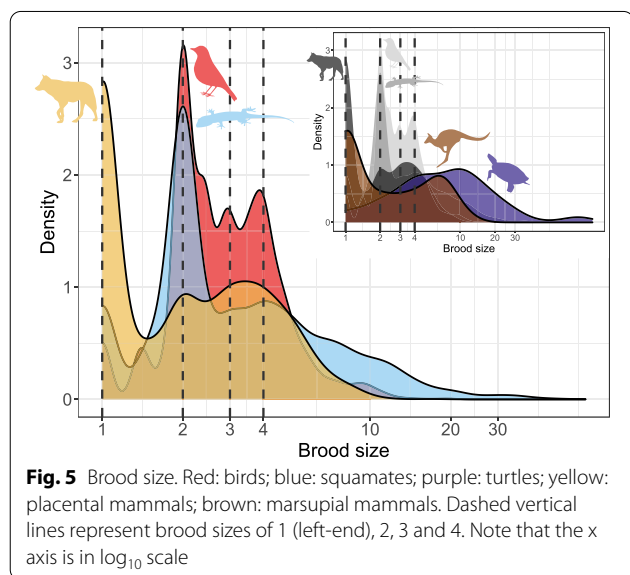 3
2
1
0
Density
1
2
3
4
10
20
30
Brood size
3
2
1
0
Density
1
2
3
4
10
20
30
Brood size
Fig. 5 Brood size. Red: birds; blue: squamates; purple: turtles; yellow:
placental mammals; brown: marsupial mammals. Dashed vertical
lines represent brood sizes of 1 (left-end), 2, 3 and 4. Note that the x
axis is in log10 scale